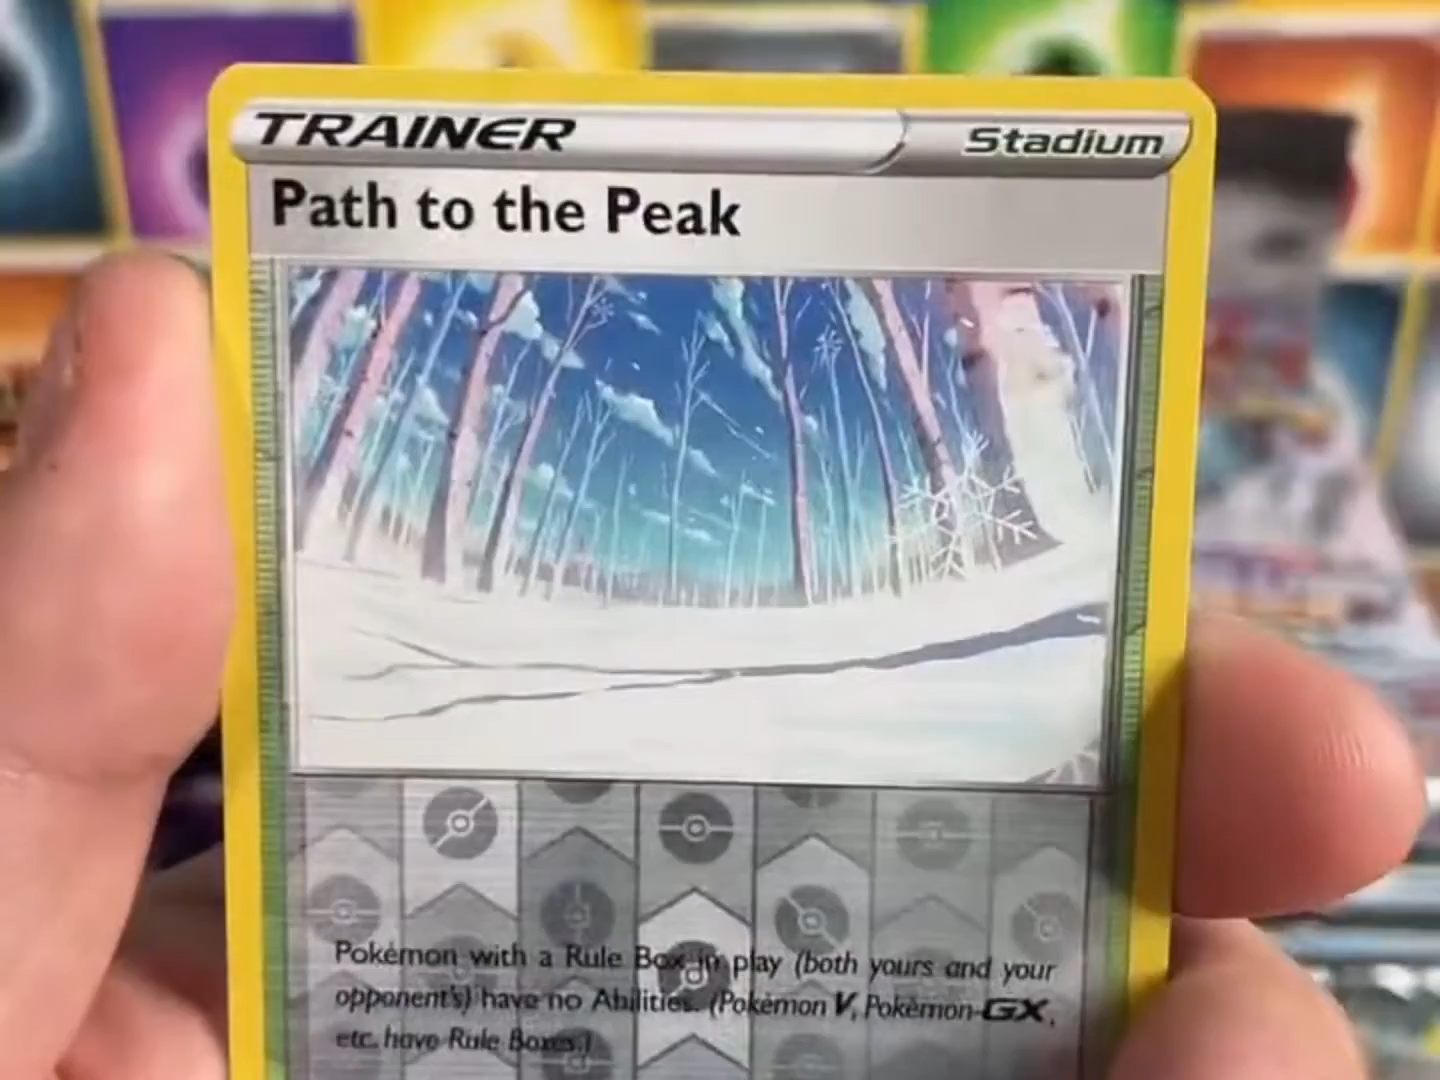 TRAINER Stadium
Path to the Peak
Pokémon with a Rule Box in play (both yours and your
opponent's) have no Abilities. (Pokémon V, Pokémon-GX,
etc. have Rule Boxes.)